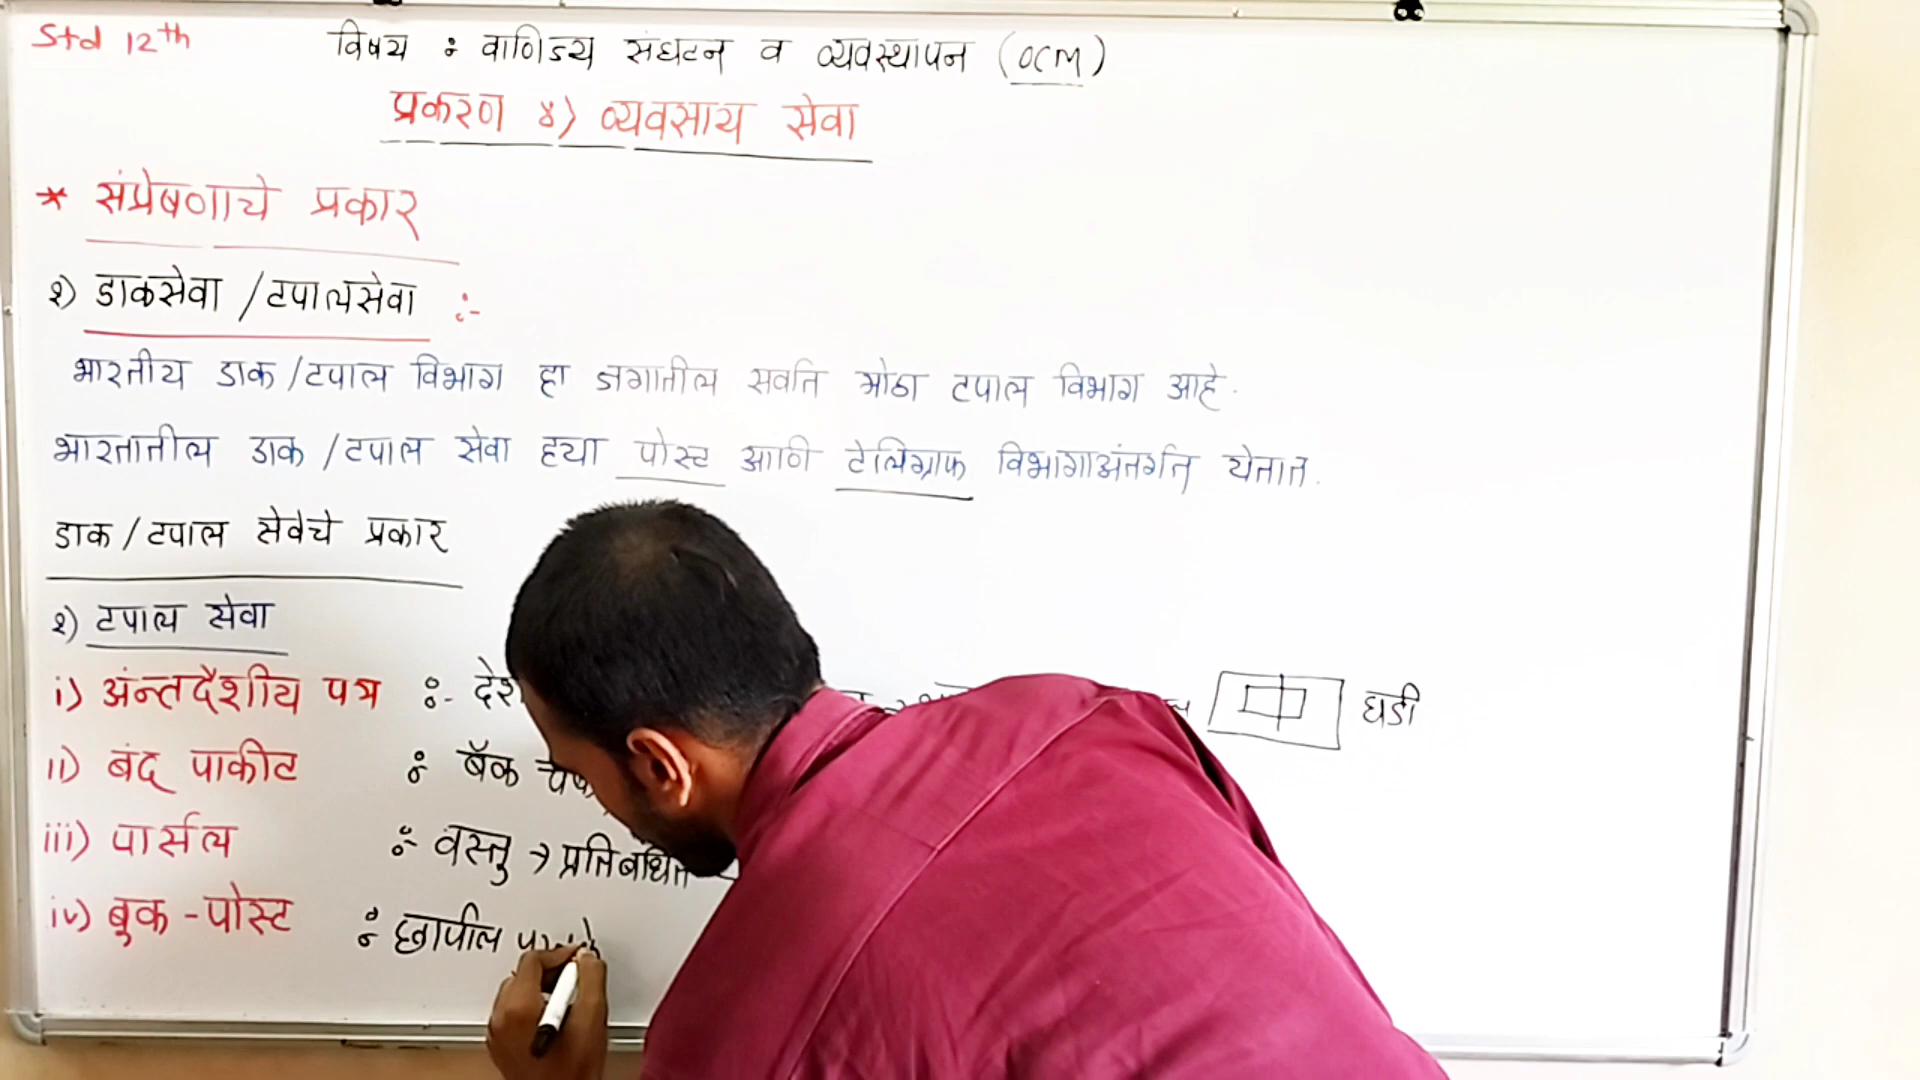 Std 12th
विषय : वाणिज्य संघटन व व्यवस्थापन (OCM)
प्रकरण ४) व्यवसाय सेवा
* संप्रेषणाचे प्रकार
१) डाकसेवा / टपालसेवा :-
भारतीय डाक / टपाल विभाग हा जगातील सर्वात मोठा टपाल विभाग आहे.
भारतातील डाक / टपाल सेवा ह्या पोस्ट आणि टेलिग्राफ विभागाअंतर्गत येतात.
डाक / टपाल सेवेचे प्रकार
१) टपाल सेवा
i) अंन्तर्देशीय पत्र :- घडी
ii) बंद पाकीट : बॅक
iii) पार्सल :- वस्तु → प्रतिबंधित
iv) बुक - पोस्ट : छापील